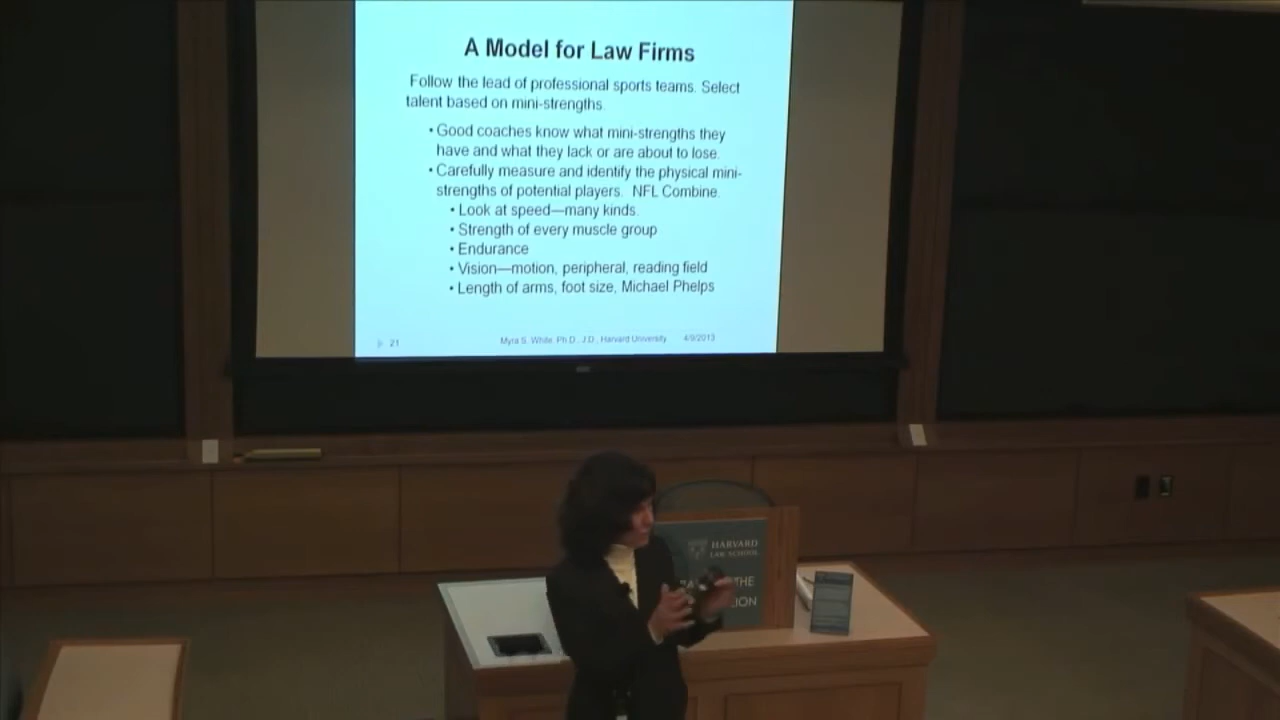 A Model for Law Firms
Follow the lead of professional sports teams. Select
talent based on mini-strengths.
• Good coaches know what mini-strengths they
have and what they lack or are about to lose.
• Carefully measure and identify the physical mini-
strengths of potential players. NFL Combine.
• Look at speed—many kinds.
• Strength of every muscle group
• Endurance
• Vision—motion, peripheral, reading field
• Length of arms, foot size, Michael Phelps
21
Myra S. White, Ph.D., J.D., Harvard University
4/9/2013
HARVARD
LAW SCHOOL
THE